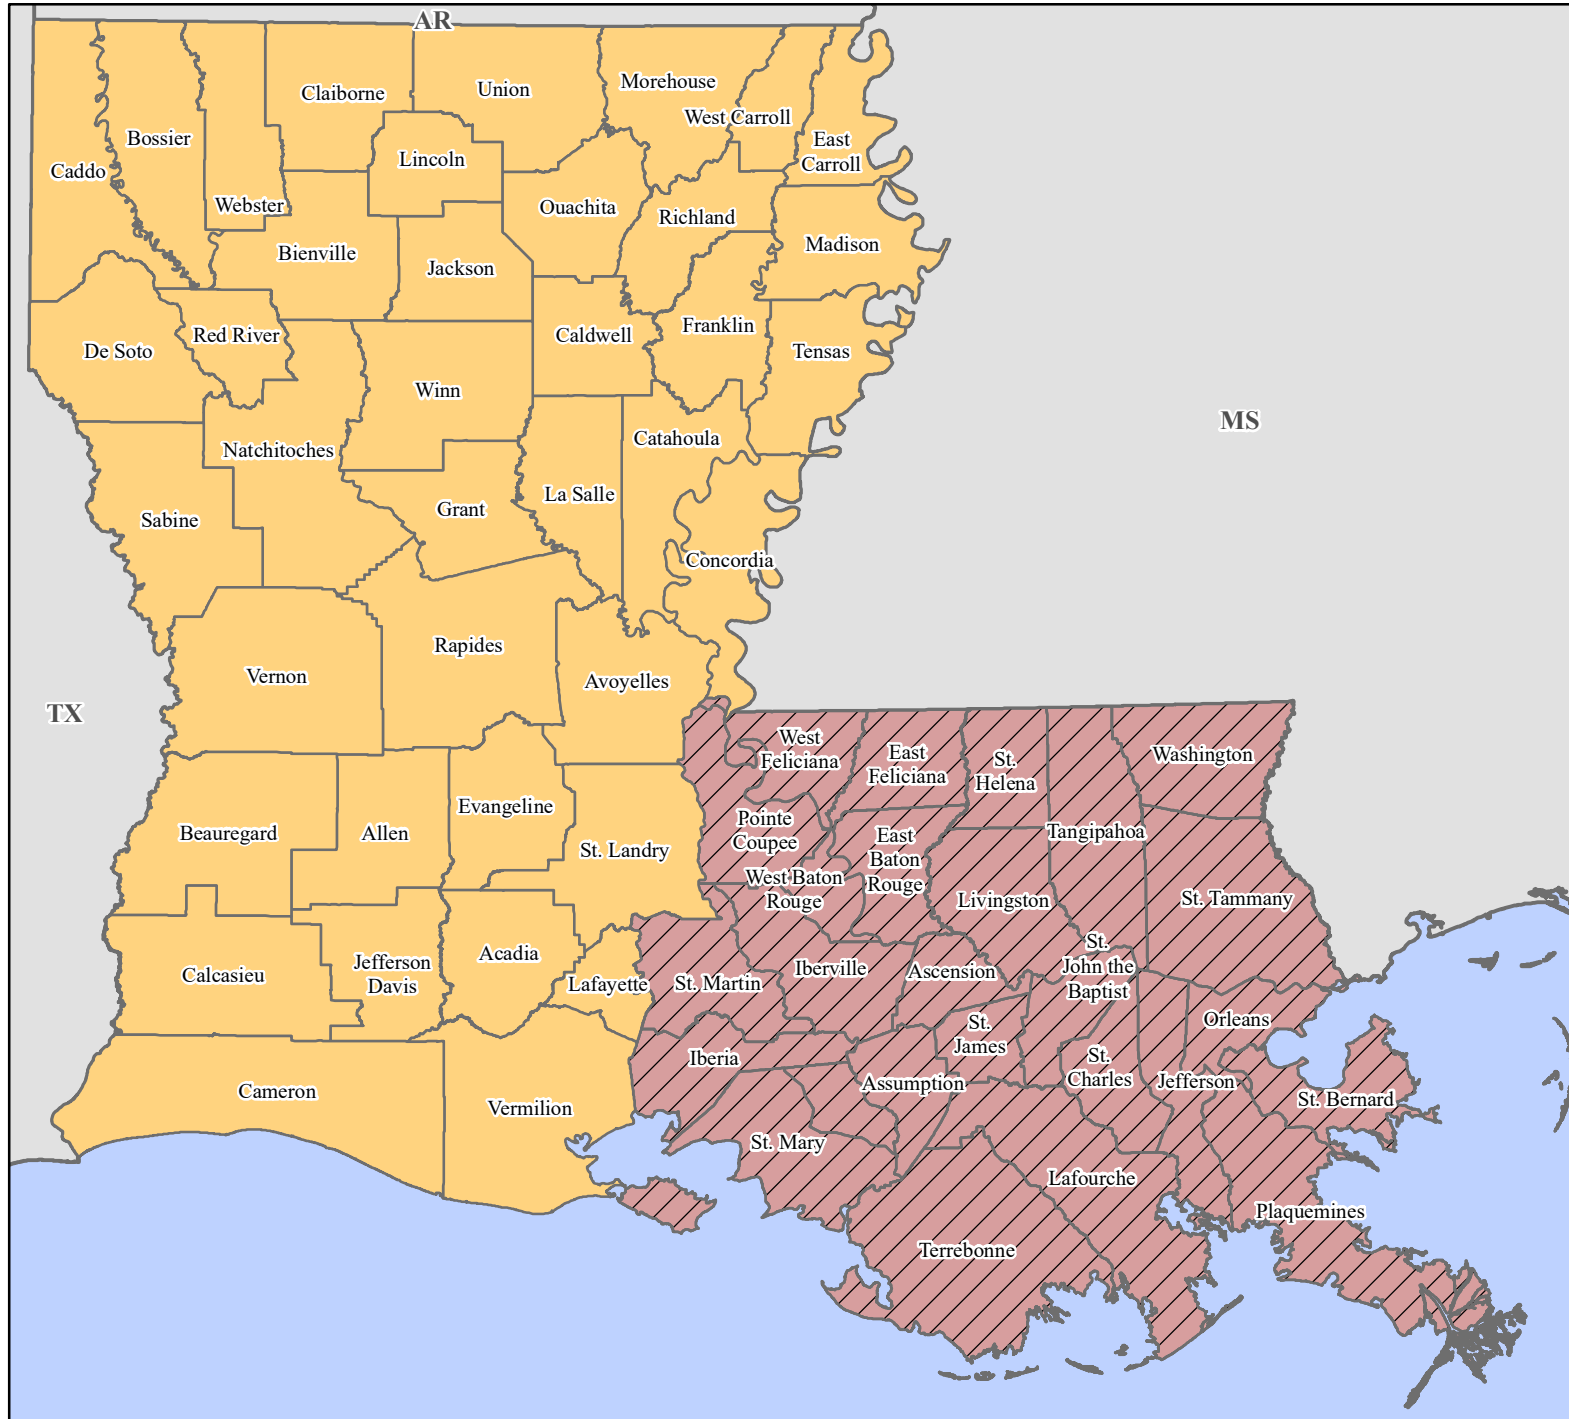 AR
Claiborne
Union
Morehouse
West Carroll
East
Carroll
Bossier
Caddo
Lincoln
Webster
Ouachita
Richland
Madison
Bienville
Jackson
Red River
De Soto
Caldwell
Franklin
Tensas
Winn
MS
Natchitoches
Catahoula
La Salle
Grant
Sabine
Concordia
Rapides
Vernon
Avoyelles
TX
West
Feliciana
East
Feliciana
St.
Helena
Washington
Evangeline
Beauregard
Allen
St. Landry
Pointe
Coupee
East
Baton
Rouge
Tangipahoa
West Baton
Rouge
Livingston
St. Tammany
Acadia
Jefferson
Davis
Calcasieu
Lafayette
St. Martin
Iberville
Ascension
St.
John the
Baptist
Orleans
St.
James
Iberia
Assumption
St.
Charles
Jefferson
St. Bernard
Cameron
Vermilion
St. Mary
Lafourche
Plaquemines
Terrebonne